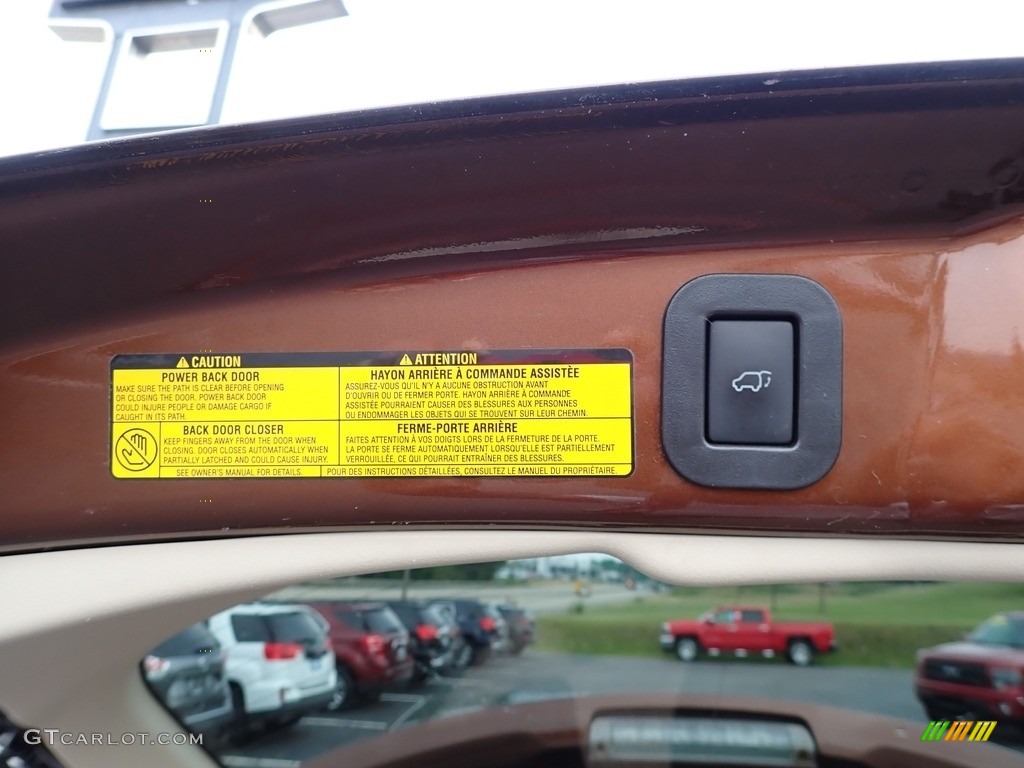 CAUTION
POWER BACK DOOR
MAKE SURE THE PATH IS CLEAR BEFORE OPENING
OR CLOSING THE DOOR. POWER BACK DOOR
COULD INJURE PEOPLE OR DAMAGE CARGO IF
CAUGHT IN ITS PATH.
BACK DOOR CLOSER
KEEP FINGERS AWAY FROM THE DOOR WHEN
CLOSING. DOOR CLOSES AUTOMATICALLY WHEN
PARTIALLY LATCHED AND COULD CAUSE INJURY.
SEE OWNER'S MANUAL FOR DETAILS.
ATTENTION
HAYON ARRIÈRE À COMMANDE ASSISTÉE
ASSUREZ-VOUS QU'IL N'Y A AUCUNE OBSTRUCTION AVANT
D'OUVRIR OU DE FERMER PORTE. HAYON ARRIÈRE À COMMANDE
ASSISTÉE POURRAIENT CAUSER DES BLESSURES AUX PERSONNES
OU ENDOMMAGER LES OBJETS QUI SE TROUVENT SUR LEUR CHEMIN.
FERME-PORTE ARRIÈRE
FAITES ATTENTION À VOS DOIGTS LORS DE LA FERMETURE DE LA PORTE.
LA PORTE SE FERME AUTOMATIQUEMENT LORSQU'ELLE EST PARTIELLEMENT
VERROUILLÉE, CE QUI POURRAIT ENTRAÎNER DES BLESSURES.
POUR DES INSTRUCTIONS DÉTAILLÉES, CONSULTEZ LE MANUEL DU PROPRIÉTAIRE.
GTCARLOT.COM